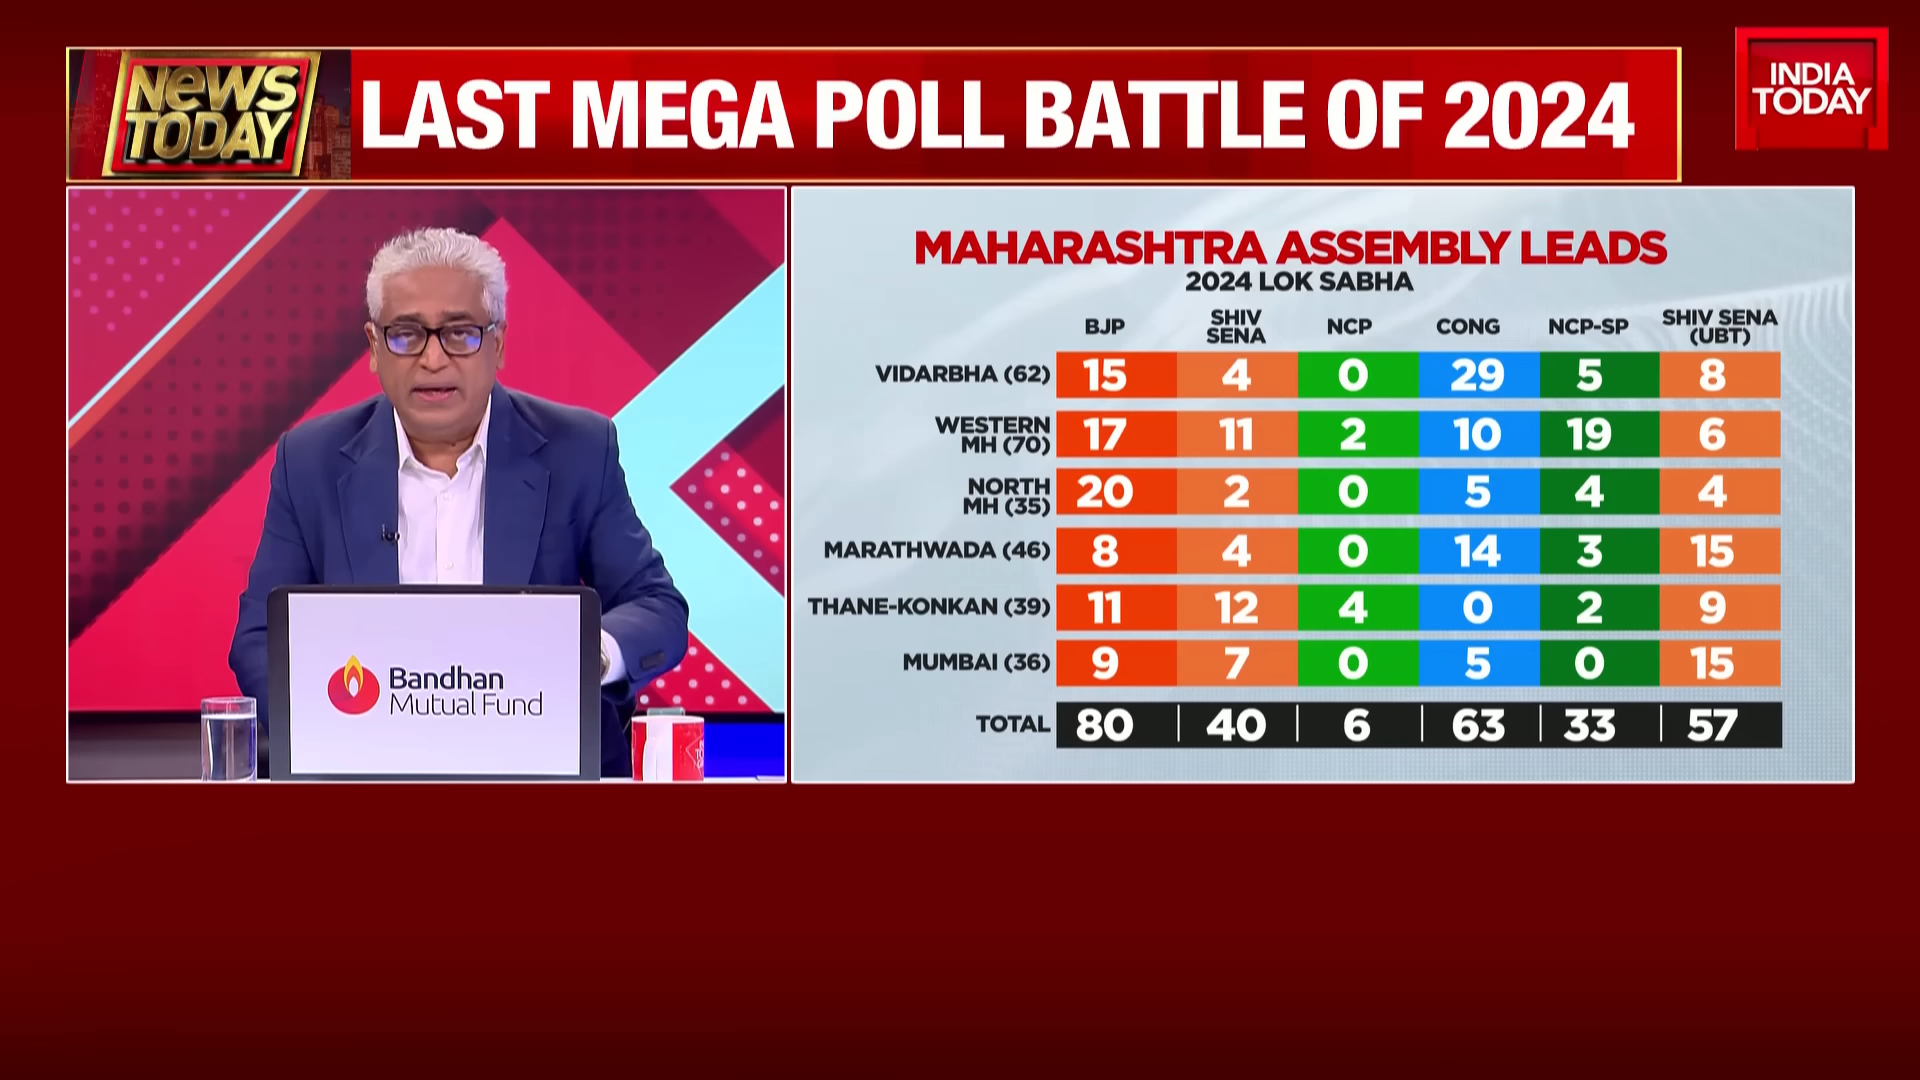 NEWS TODAY
LAST MEGA POLL BATTLE OF 2024
INDIA TODAY
Bandhan
Mutual Fund
MAHARASHTRA ASSEMBLY LEADS
2024 LOK SABHA
BJP SHIV SENA NCP CONG NCP-SP SHIV SENA (UBT)
VIDARBHA (62) 15 4 0 29 5 8
WESTERN MH (70) 17 11 2 10 19 6
NORTH MH (35) 20 2 0 5 4 4
MARATHWADA (46) 8 4 0 14 3 15
THANE-KONKAN (39) 11 12 4 0 2 9
MUMBAI (36) 9 7 0 5 0 15
TOTAL 80 40 6 63 33 57